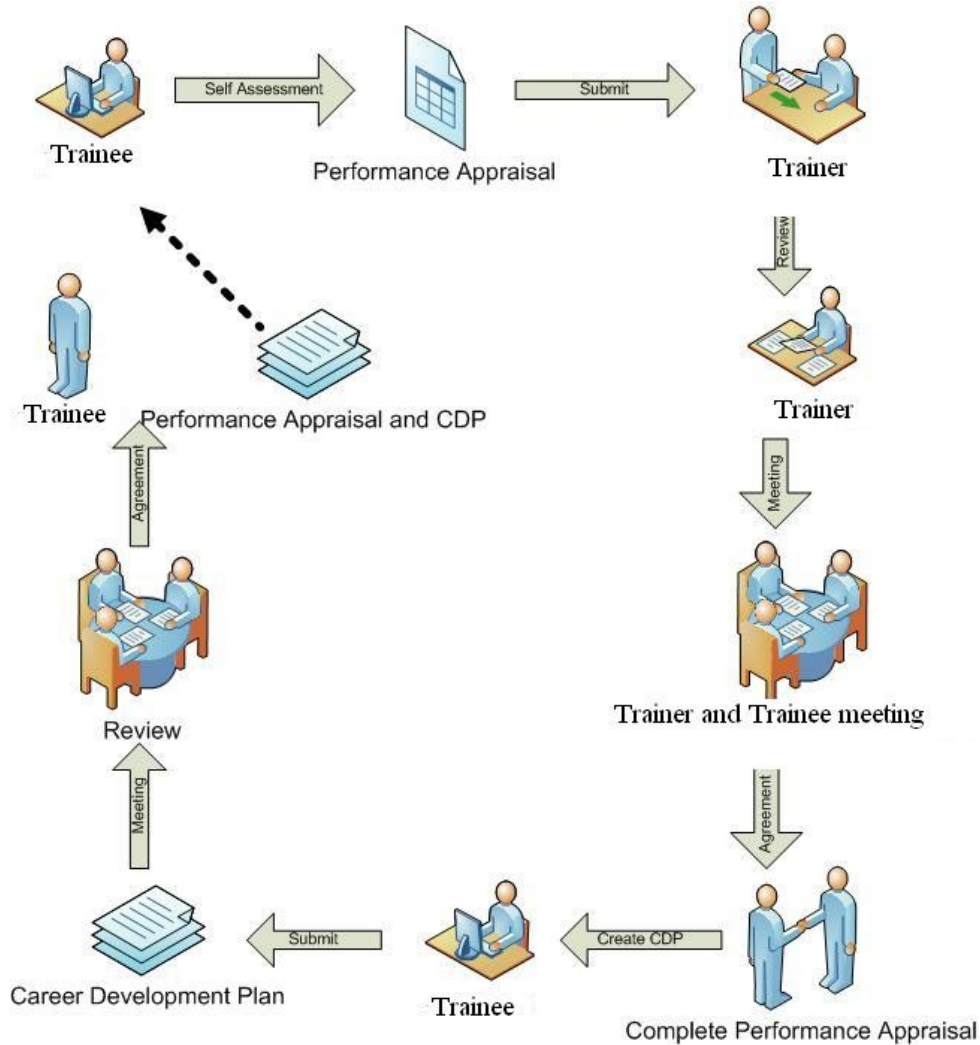 Self Assessment
Submit
Trainee
Performance Appraisal
Trainer
Review
Trainer
Meeting
Trainer and Trainee meeting
Agreement
Complete Performance Appraisal
Create CDP
Trainee
Submit
Career Development Plan
Meeting
Review
Agreement
Trainee
Performance Appraisal and CDP